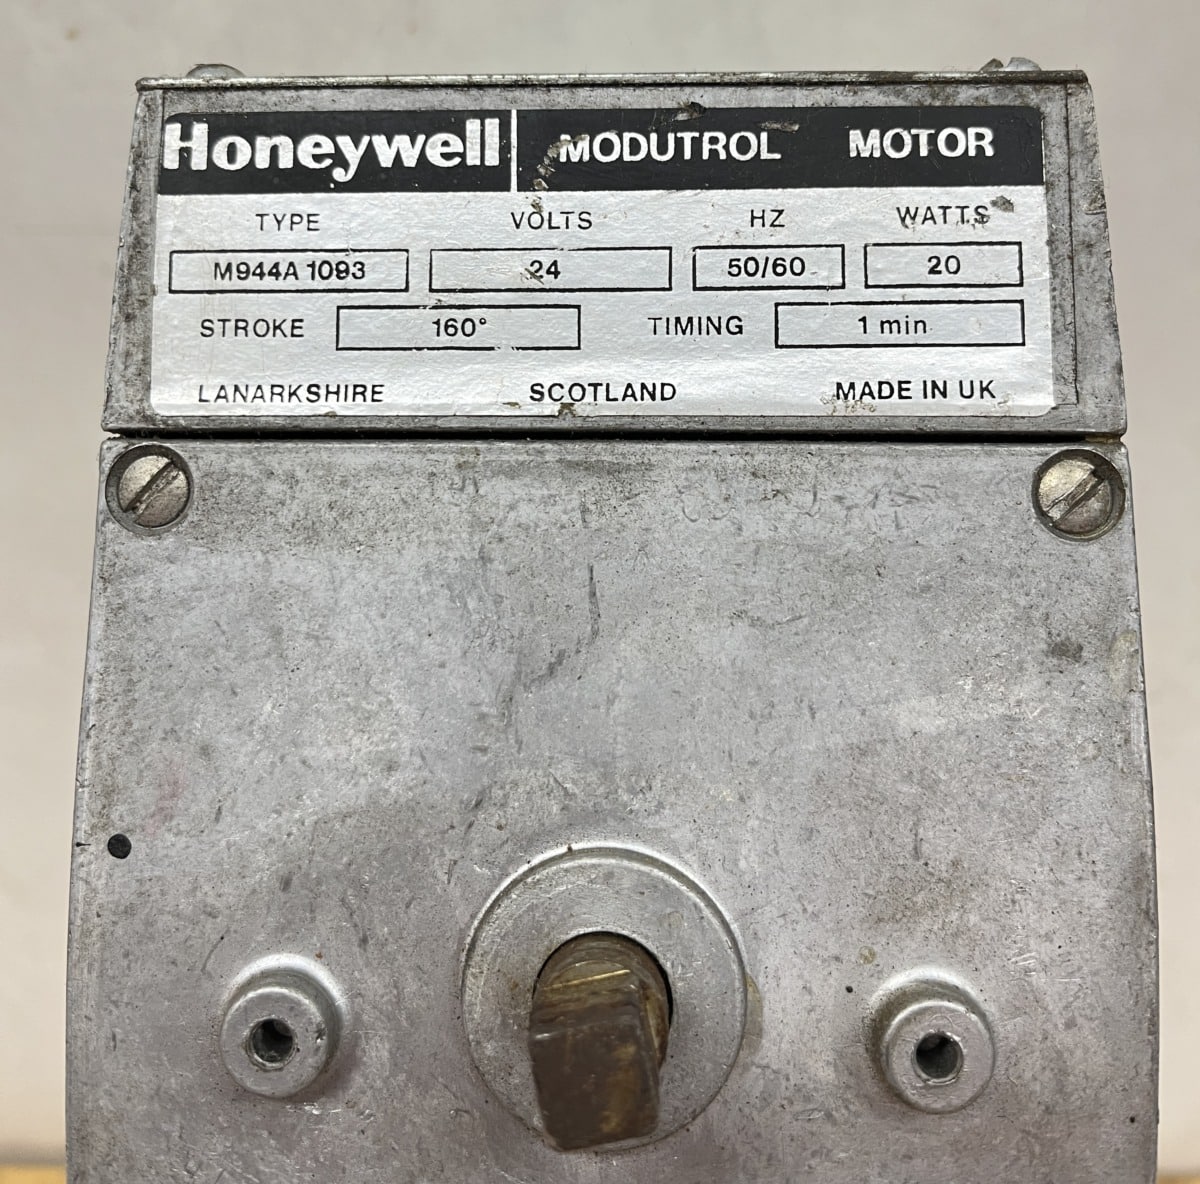 Honeywell MODUTROL MOTOR
TYPE VOLTS HZ WATTS
M944A 1093 24 50/60 20
STROKE 160° TIMING 1 min
LANARKSHIRE SCOTLAND MADE IN UK